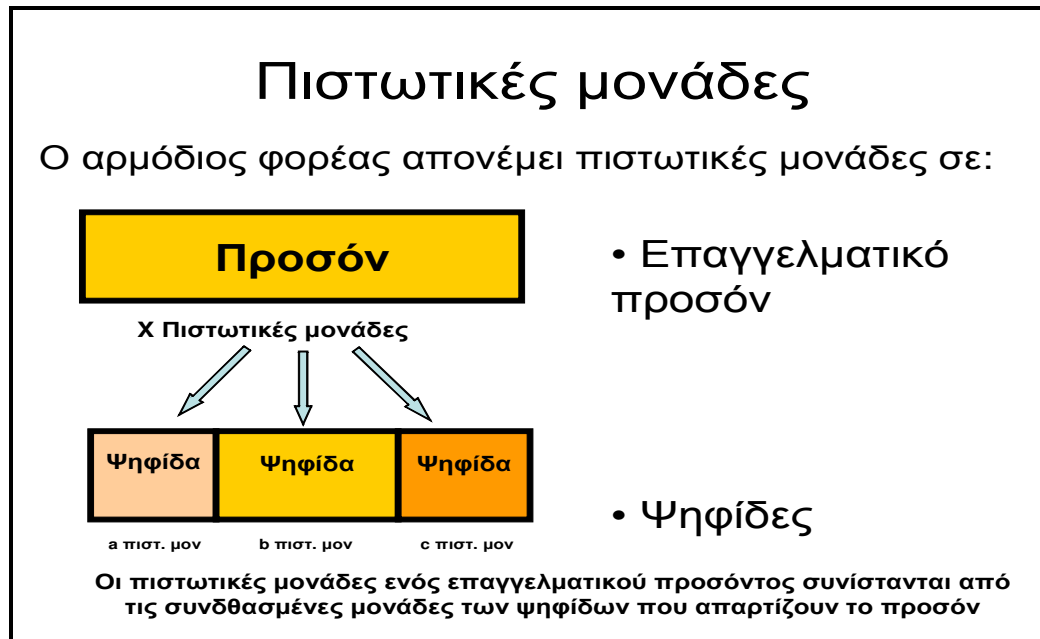 Πιστωτικές μονάδες
Ο αρμόδιος φορέας απονέμει πιστωτικές μονάδες σε:
Προσόν
Χ Πιστωτικές μονάδες
• Επαγγελματικό
προσόν
Ψηφίδα Ψηφίδα Ψηφίδα
a πιστ. μον b πιστ. μον c πιστ. μον
• Ψηφίδες
Οι πιστωτικές μονάδες ενός επαγγελματικού προσόντος συνίστανται από
τις συνδθασμένες μονάδες των ψηφίδων που απαρτίζουν το προσόν